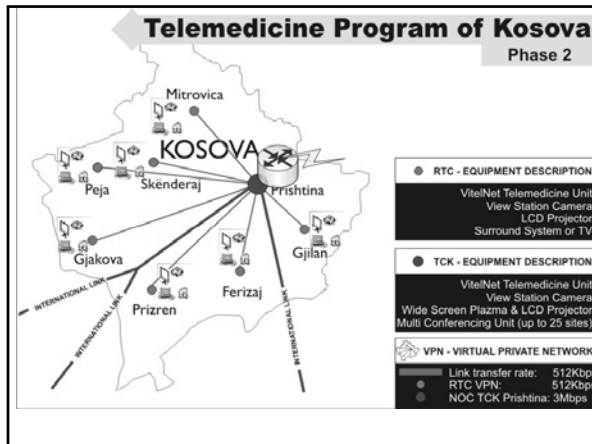 Telemedicine Program of Kosova
Phase 2
Mitrovica
KOSOVA
Peja
Skënderaj
Prishtina
Gjakova
Gjilan
Prizren
Ferizaj
INTERNATIONAL LINK
INTERNATIONAL LINK
INTERNATIONAL LINK
RTC - EQUIPMENT DESCRIPTION
VitelNet Telemedicine Unit
View Station Camera
LCD Projector
Surround System or TV
TCK - EQUIPMENT DESCRIPTION
VitelNet Telemedicine Unit
View Station Camera
Wide Screen Plazma & LCD Projector
Multi Conferencing Unit (up to 25 sites)
VPN - VIRTUAL PRIVATE NETWORK
Link transfer rate: 512Kbp
RTC VPN: 512Kbp
NOC TCK Prishtina: 3Mbps